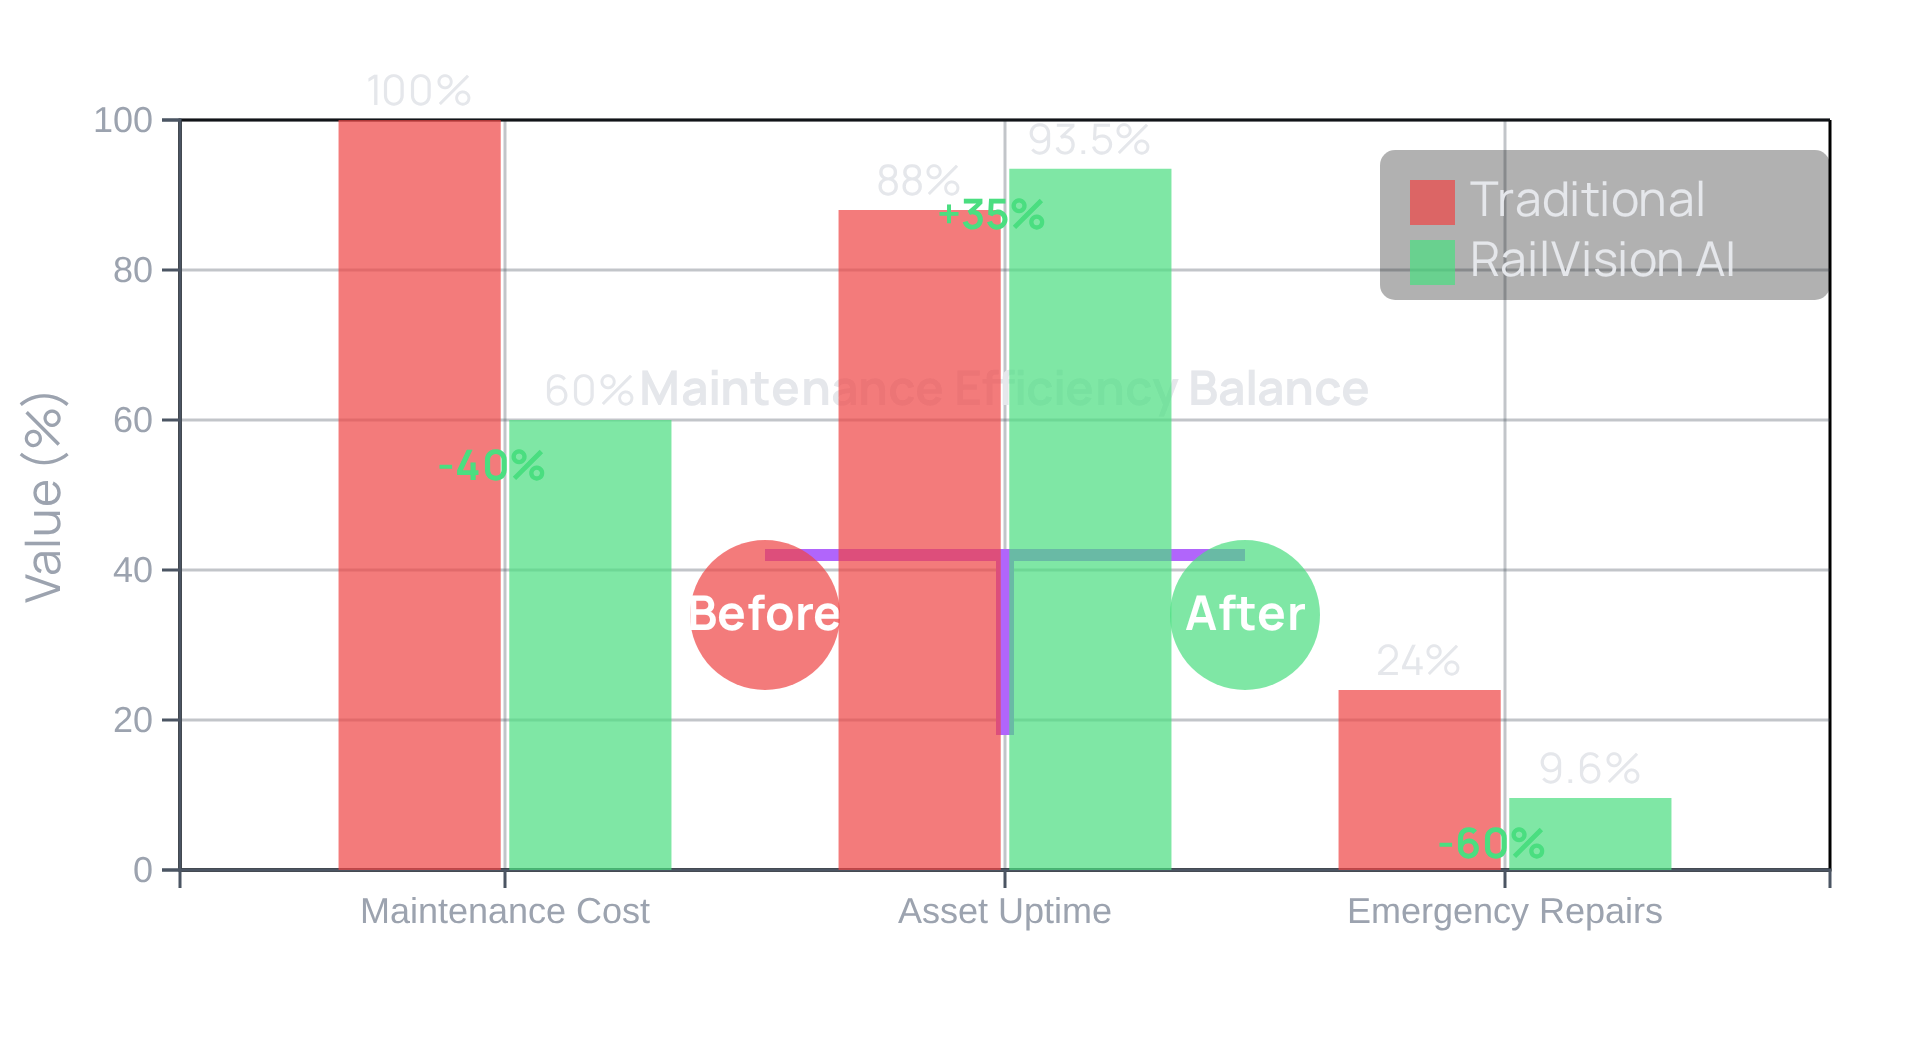 100%
100
93.5%
88%
Traditional
+35%
RailVision AI
80
60%
Maintenance Efficiency Balance
60
-40%
Value (%)
40
Before
After
24%
20
9.6%
-60%
0
Maintenance Cost
Asset Uptime
Emergency Repairs